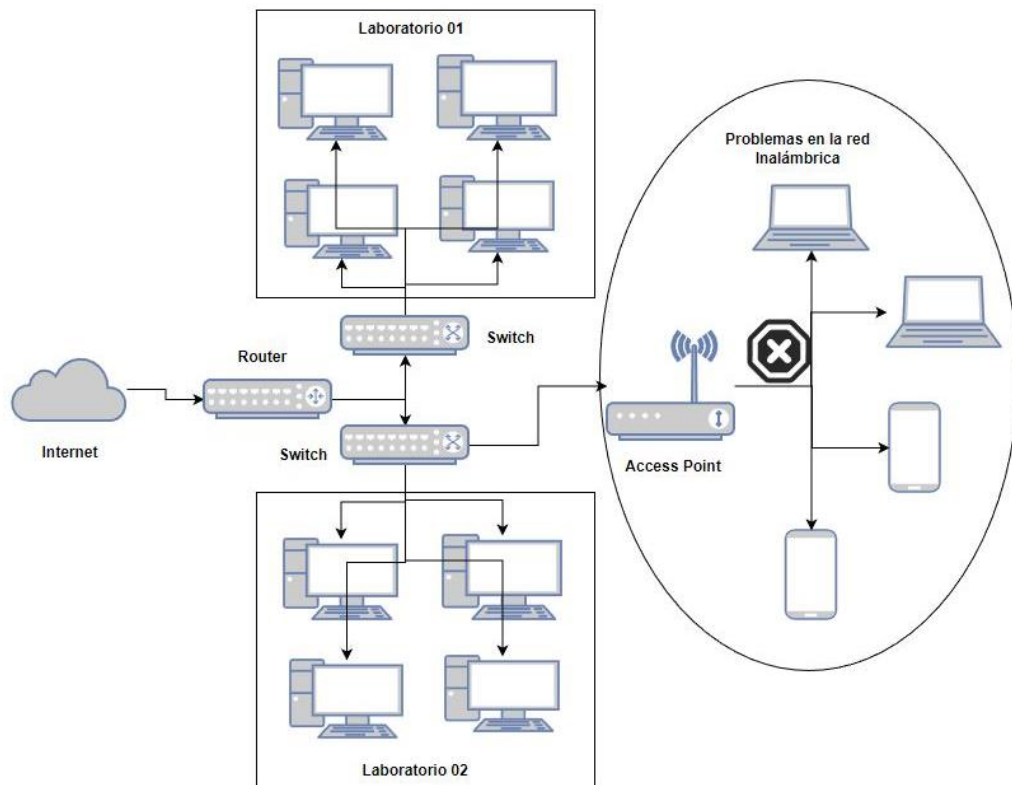 Laboratorio 01
Problemas en la red
Inalámbrica
Switch
Router
Internet
Switch
Access Point
Laboratorio 02